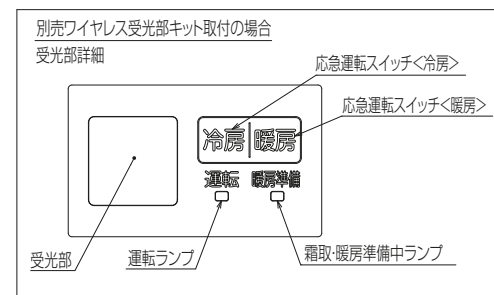 別売ワイヤレス受光部キット取付の場合
受光部詳細
応急運転スイッチ<冷房>
応急運転スイッチ<暖房>
冷房 暖房
運転 暖房準備
受光部
運転ランプ
霜取・暖房準備中ランプ